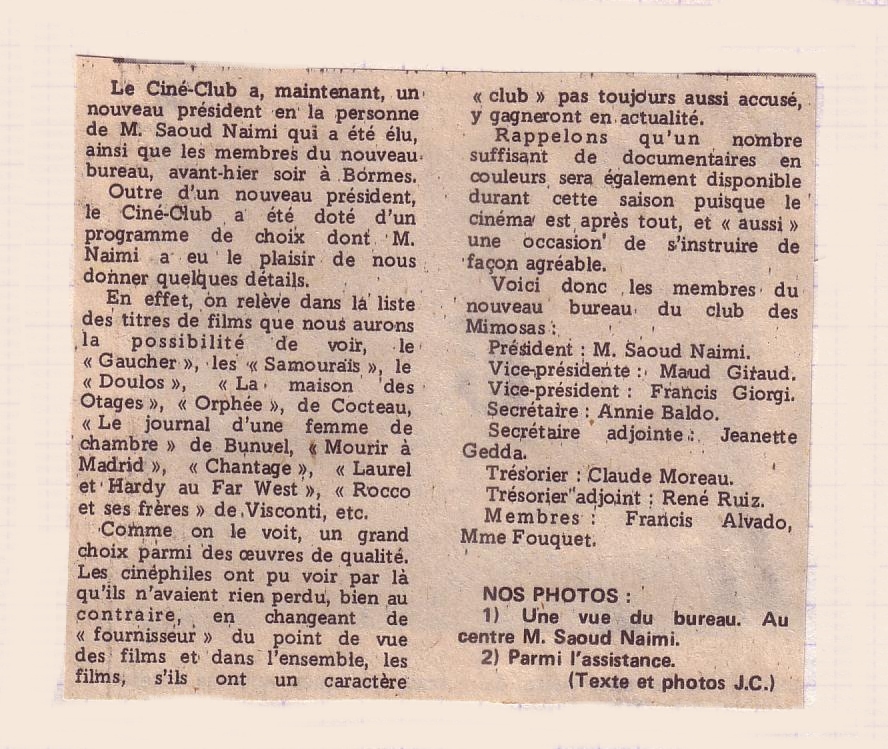 Le Ciné-Club a, maintenant, un
nouveau président en la personne
de M. Saoud Naimi qui a été élu,
ainsi que les membres du nouveau
bureau, avant-hier soir à Bormes.
Outre d'un nouveau président,
le Ciné-Club a été doté d'un
programme de choix dont M.
Naimi a eu le plaisir de nous
donner quelques détails.
En effet, on relève dans la liste
des titres de films que nous aurons
la possibilité de voir, le
« Gaucher », les « Samouraïs », le
« Doulos », « La maison des
Otages », « Orphée », de Cocteau,
« Le journal d'une femme de
chambre » de Bunuel, « Mourir à
Madrid », « Chantage », « Laurel
et Hardy au Far West », « Rocco
et ses frères » de Visconti, etc.
Comme on le voit, un grand
choix parmi des œuvres de qualité.
Les cinéphiles ont pu voir par là
qu'ils n'avaient rien perdu, bien au
contraire, en changeant de
« fournisseur » du point de vue
des films et dans l'ensemble, les
films, s'ils ont un caractère
« club » pas toujours aussi accusé,
y gagneront en actualité.
Rappelons qu'un nombre
suffisant de documentaires en
couleurs sera également disponible
durant cette saison puisque le
cinéma est après tout, et « aussi »
une occasion de s'instruire de
façon agréable.
Voici donc les membres du
nouveau bureau du club des
Mimosas :
Président : M. Saoud Naimi.
Vice-présidente : Maud Giraud.
Vice-président : Francis Giorgi.
Secrétaire : Annie Baldo.
Secrétaire adjointe : Jeanette
Gedda.
Trésorier : Claude Moreau.
Trésorier adjoint : René Ruiz.
Membres : Francis Alvado,
Mme Fouquet.
NOS PHOTOS :
1) Une vue du bureau. Au
centre M. Saoud Naimi.
2) Parmi l'assistance.
(Texte et photos J.C.)